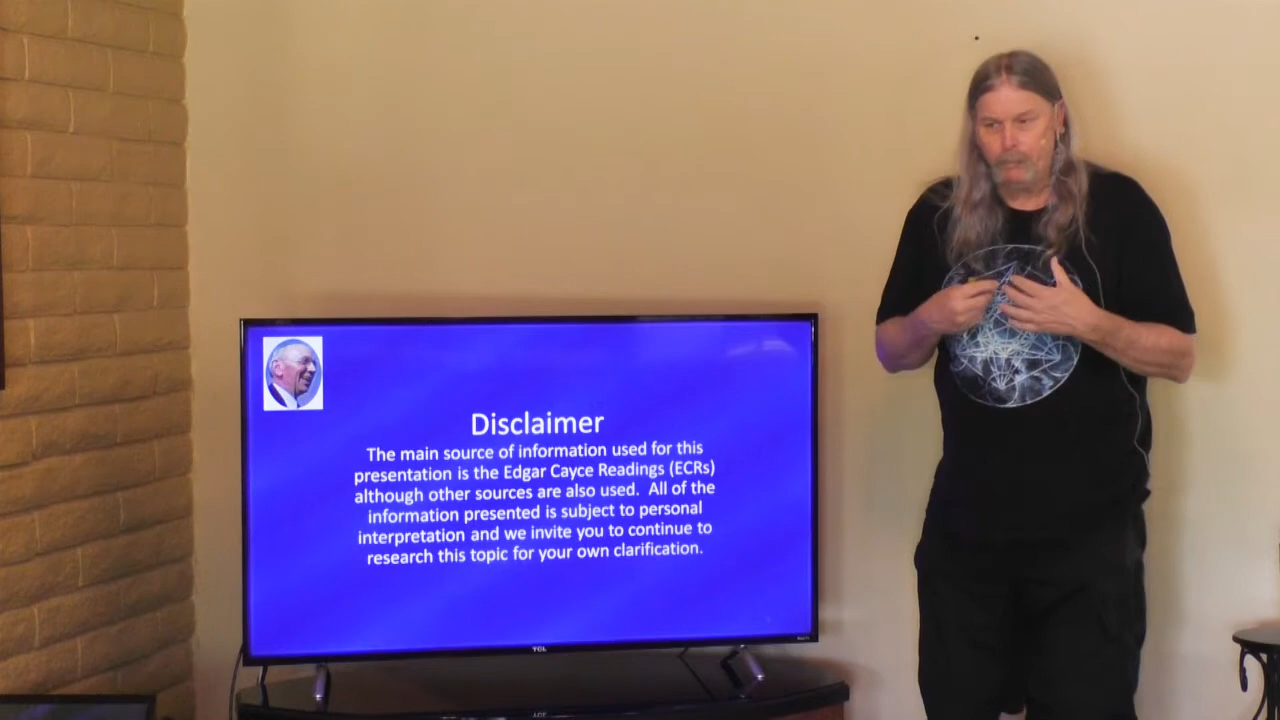 Disclaimer
The main source of information used for this
presentation is the Edgar Cayce Readings (ECRs)
although other sources are also used.  All of the
information presented is subject to personal
interpretation and we invite you to continue to
research this topic for your own clarification.
TCL